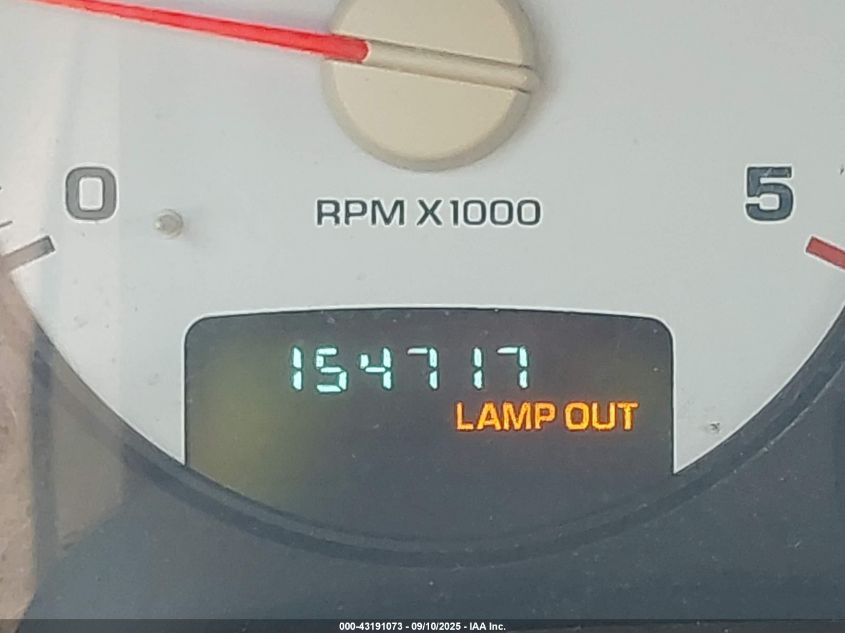 0
5
RPM X1000
154717
LAMP OUT
000-43191073 - 09/10/2025 - IAA Inc.